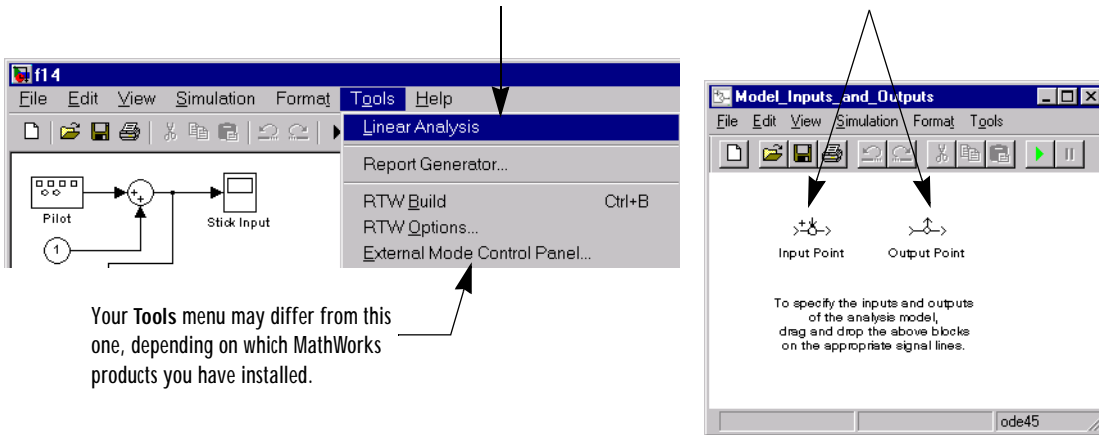 f14
File Edit View Simulation Format Tools Help
Linear Analysis
Report Generator...
RTW Build Ctrl+B
RTW Options...
External Mode Control Panel...
Pilot
Stick Input
1
Your Tools menu may differ from this
one, depending on which MathWorks
products you have installed.
Model_Inputs_and_Outputs
File Edit View Simulation Format Tools
Input Point Output Point
To specify the inputs and outputs
of the analysis model,
drag and drop the above blocks
on the appropriate signal lines.
ode45